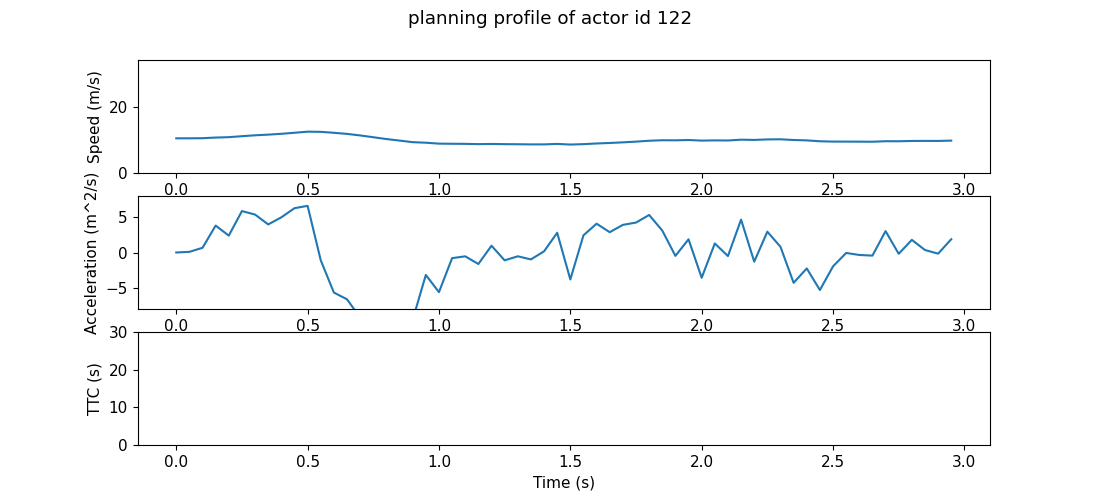 planning profile of actor id 122
Speed (m/s)
20
0
0.0 0.5 1.0 1.5 2.0 2.5 3.0
Acceleration (m^2/s)
5
0
−5
0.0 0.5 1.0 1.5 2.0 2.5 3.0
TTC (s)
30
20
10
0
0.0 0.5 1.0 1.5 2.0 2.5 3.0
Time (s)